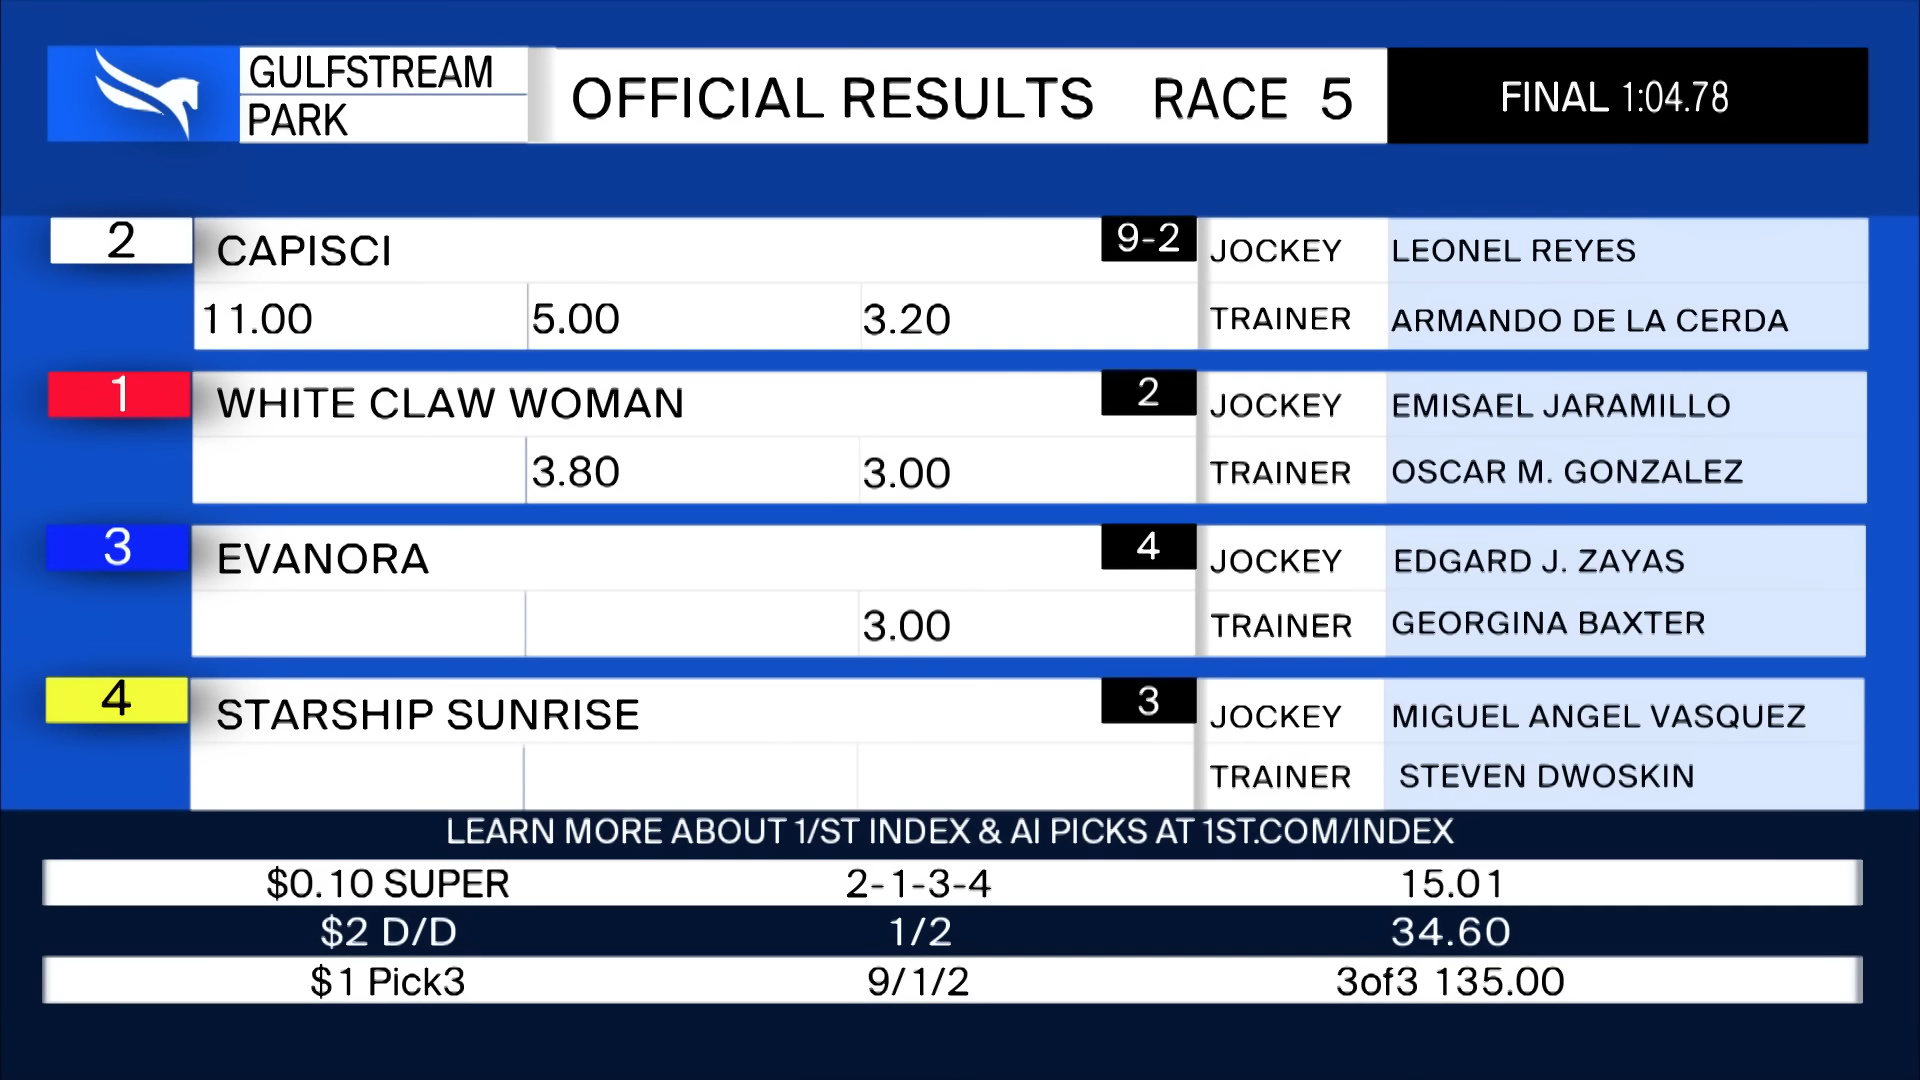 GULFSTREAM
PARK
OFFICIAL RESULTS RACE 5
FINAL 1:04.78
2 CAPISCI 9-2 JOCKEY LEONEL REYES
11.00 5.00 3.20 TRAINER ARMANDO DE LA CERDA
1 WHITE CLAW WOMAN 2 JOCKEY EMISAEL JARAMILLO
3.80 3.00 TRAINER OSCAR M. GONZALEZ
3 EVANORA 4 JOCKEY EDGARD J. ZAYAS
3.00 TRAINER GEORGINA BAXTER
4 STARSHIP SUNRISE 3 JOCKEY MIGUEL ANGEL VASQUEZ
TRAINER STEVEN DWOSKIN
LEARN MORE ABOUT 1/ST INDEX & AI PICKS AT 1ST.COM/INDEX
$0.10 SUPER 2-1-3-4 15.01
$2 D/D 1/2 34.60
$1 Pick3 9/1/2 3of3 135.00